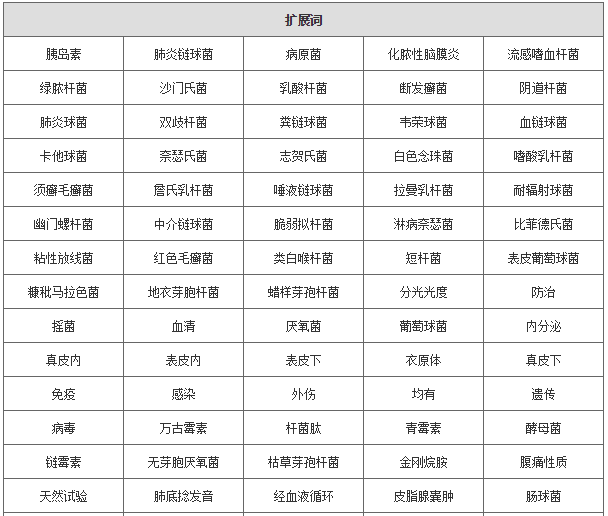 扩展词
胰岛素 肺炎链球菌 病原菌 化脓性脑膜炎 流感嗜血杆菌
绿脓杆菌 沙门氏菌 乳酸杆菌 断发癣菌 阴道杆菌
肺炎球菌 双歧杆菌 粪链球菌 韦荣球菌 血链球菌
卡他球菌 奈瑟氏菌 志贺氏菌 白色念珠菌 嗜酸乳杆菌
须癣毛癣菌 詹氏乳杆菌 唾液链球菌 拉曼乳杆菌 耐辐射球菌
幽门螺杆菌 中介链球菌 脆弱拟杆菌 淋病奈瑟菌 比菲德氏菌
粘性放线菌 红色毛癣菌 类白喉杆菌 短杆菌 表皮葡萄球菌
糠秕马拉色菌 地衣芽胞杆菌 蜡样芽孢杆菌 分光光度 防治
摇菌 血清 厌氧菌 葡萄球菌 内分泌
真皮内 表皮内 表皮下 衣原体 真皮下
免疫 感染 外伤 均有 遗传
病毒 万古霉素 杆菌肽 青霉素 酵母菌
链霉素 无芽胞厌氧菌 枯草芽孢杆菌 金刚烷胺 腹痛性质
天然试验 肺底捻发音 经血液循环 皮脂腺囊肿 肠球菌